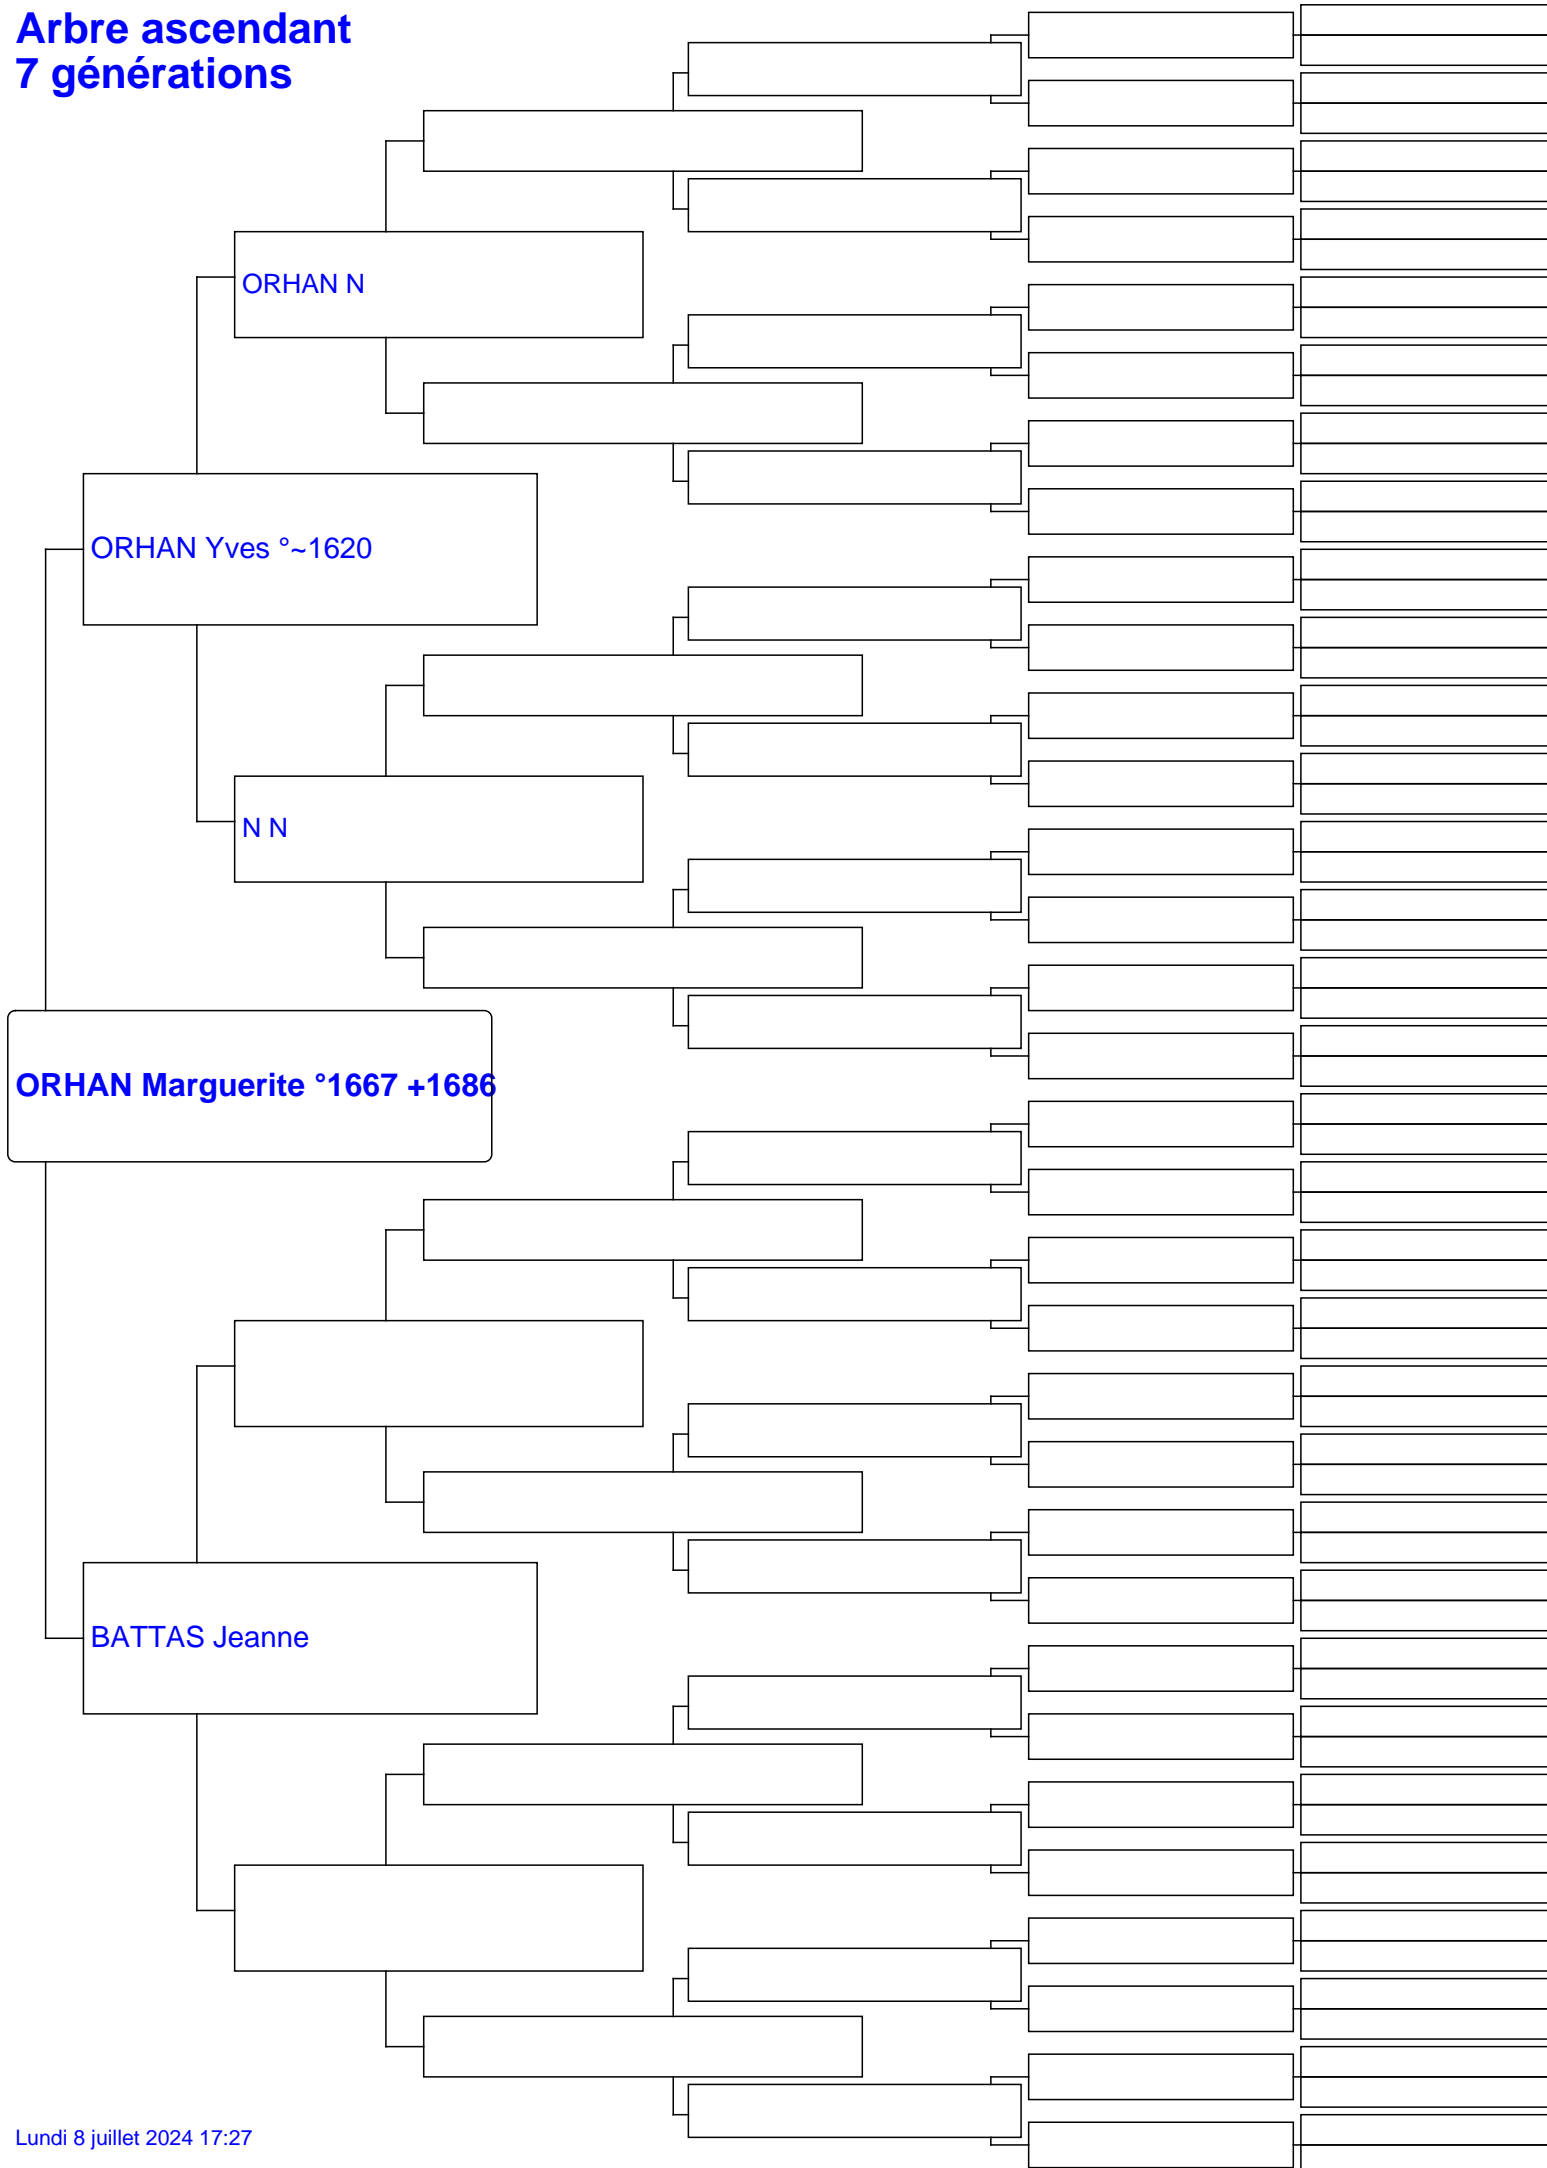 Arbre ascendant
7 générations
ORHAN N
ORHAN Yves °~1620
N N
ORHAN Marguerite °1667 +1686
BATTAS Jeanne
Lundi 8 juillet 2024 17:27